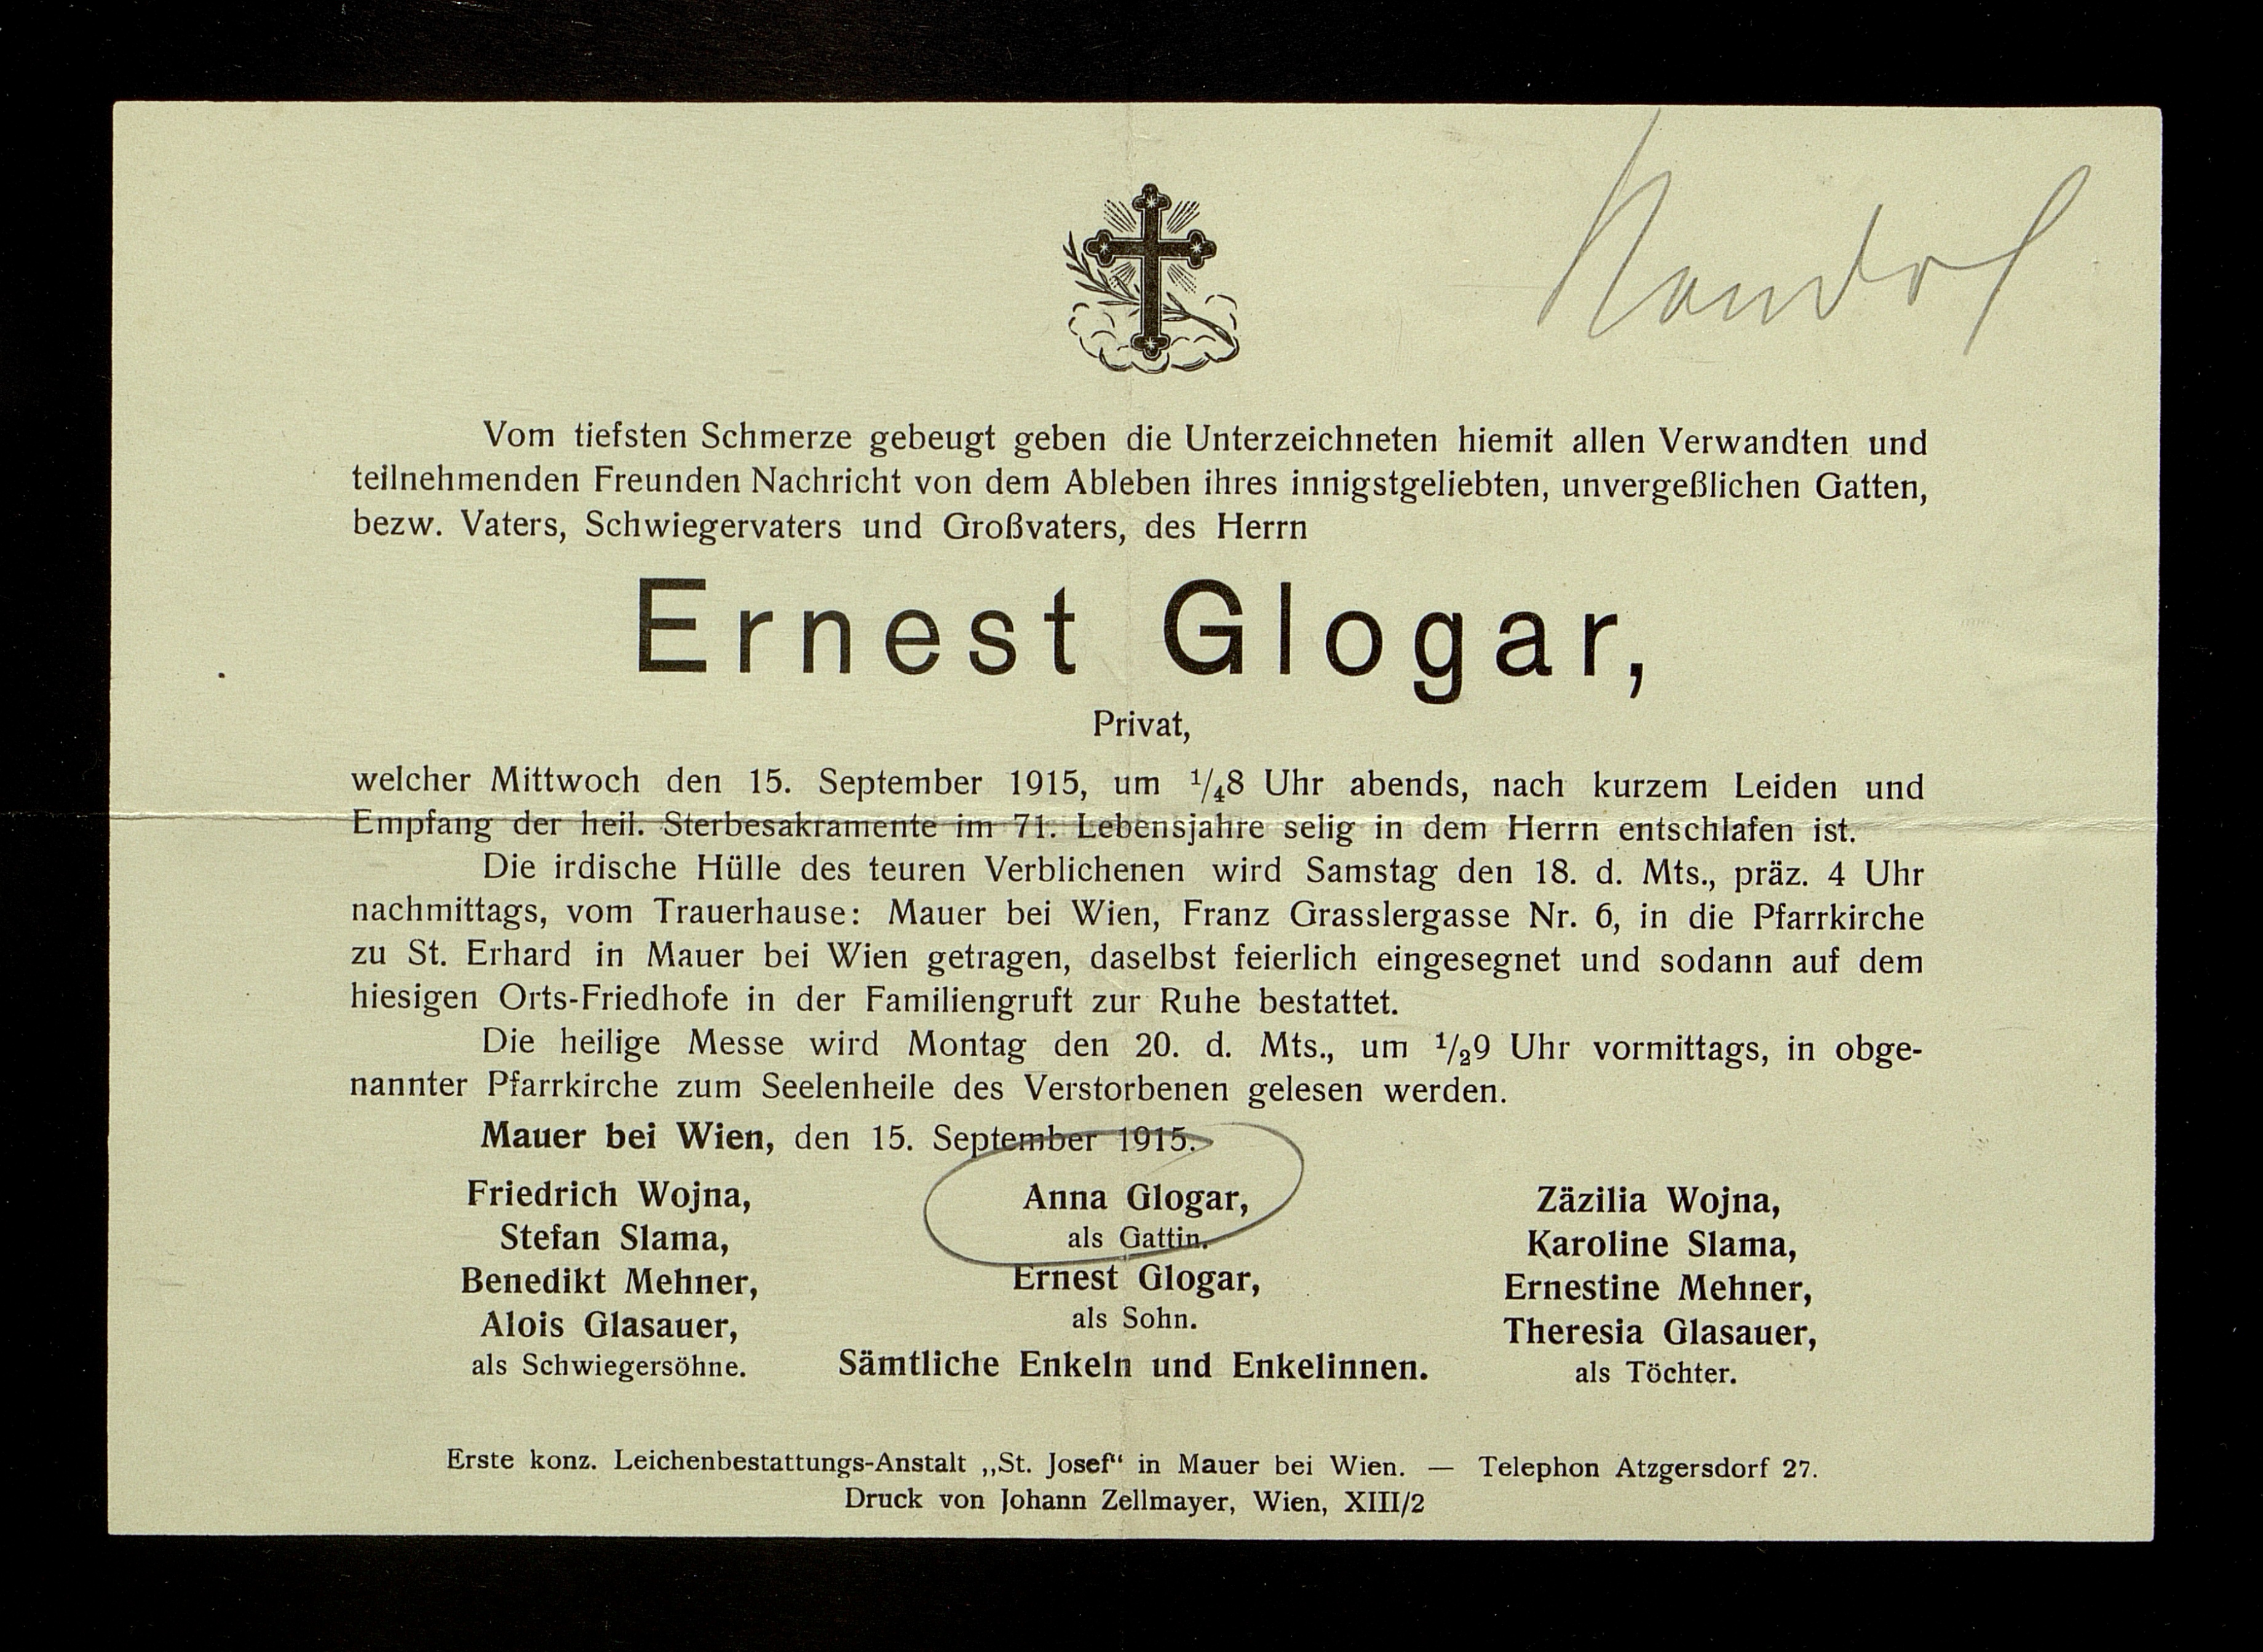 Vom tiefsten Schmerze gebeugt geben die Unterzeichneten hiemit allen Verwandten und
teilnehmenden Freunden Nachricht von dem Ableben ihres innigstgeliebten, unvergeßlichen Gatten,
bezw. Vaters, Schwiegervaters und Großvaters, des Herrn
Ernest Glogar,
Privat,
welcher Mittwoch den 15. September 1915, um 1/48 Uhr abends, nach kurzem Leiden und
Empfang der heil. Sterbesakramente im 71. Lebensjahre selig in dem Herrn entschlafen ist.
Die irdische Hülle des teuren Verblichenen wird Samstag den 18. d. Mts., präz. 4 Uhr
nachmittags, vom Trauerhause: Mauer bei Wien, Franz Grasslergasse Nr. 6, in die Pfarrkirche
zu St. Erhard in Mauer bei Wien getragen, daselbst feierlich eingesegnet und sodann auf dem
hiesigen Orts-Friedhofe in der Familiengruft zur Ruhe bestattet.
Die heilige Messe wird Montag den 20. d. Mts., um 1/29 Uhr vormittags, in obge-
nannter Pfarrkirche zum Seelenheile des Verstorbenen gelesen werden.
Mauer bei Wien, den 15. September 1915.
Friedrich Wojna,
Stefan Slama,
Benedikt Mehner,
Alois Glasauer,
als Schwiegersöhne.
Anna Glogar,
als Gattin.
Ernest Glogar,
als Sohn.
Sämtliche Enkeln und Enkelinnen.
Zäzilia Wojna,
Karoline Slama,
Ernestine Mehner,
Theresia Glasauer,
als Töchter.
Erste konz. Leichenbestattungs-Anstalt „St. Josef“ in Mauer bei Wien. — Telephon Atzgersdorf 27.
Druck von Johann Zellmayer, Wien, XIII/2